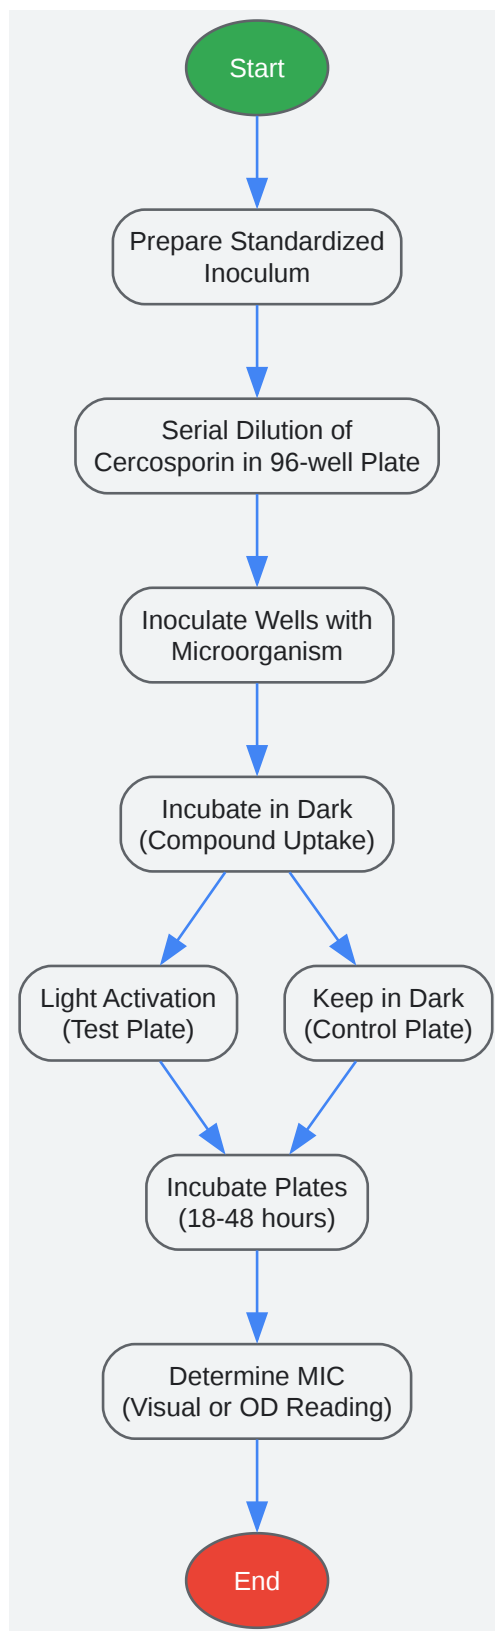 Start
Prepare Standardized
Inoculum
Serial Dilution of
Cercosporin in 96-well Plate
Inoculate Wells with
Microorganism
Incubate in Dark
(Compound Uptake)
Light Activation
(Test Plate)
Keep in Dark
(Control Plate)
Incubate Plates
(18-48 hours)
Determine MIC
(Visual or OD Reading)
End